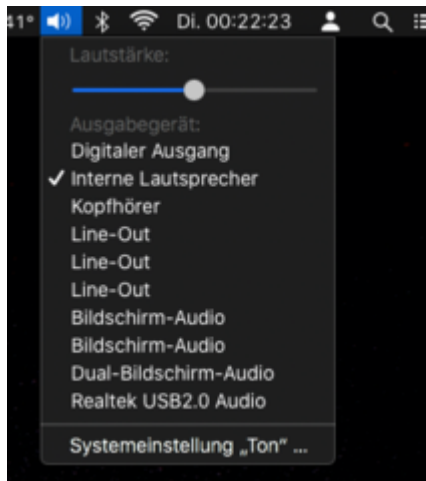 41° Di. 00:22:23
Lautstärke:
Ausgabegerät:
Digitaler Ausgang
Interne Lautsprecher
Kopfhörer
Line-Out
Line-Out
Line-Out
Bildschirm-Audio
Bildschirm-Audio
Dual-Bildschirm-Audio
Realtek USB2.0 Audio
Systemeinstellung „Ton“ ...